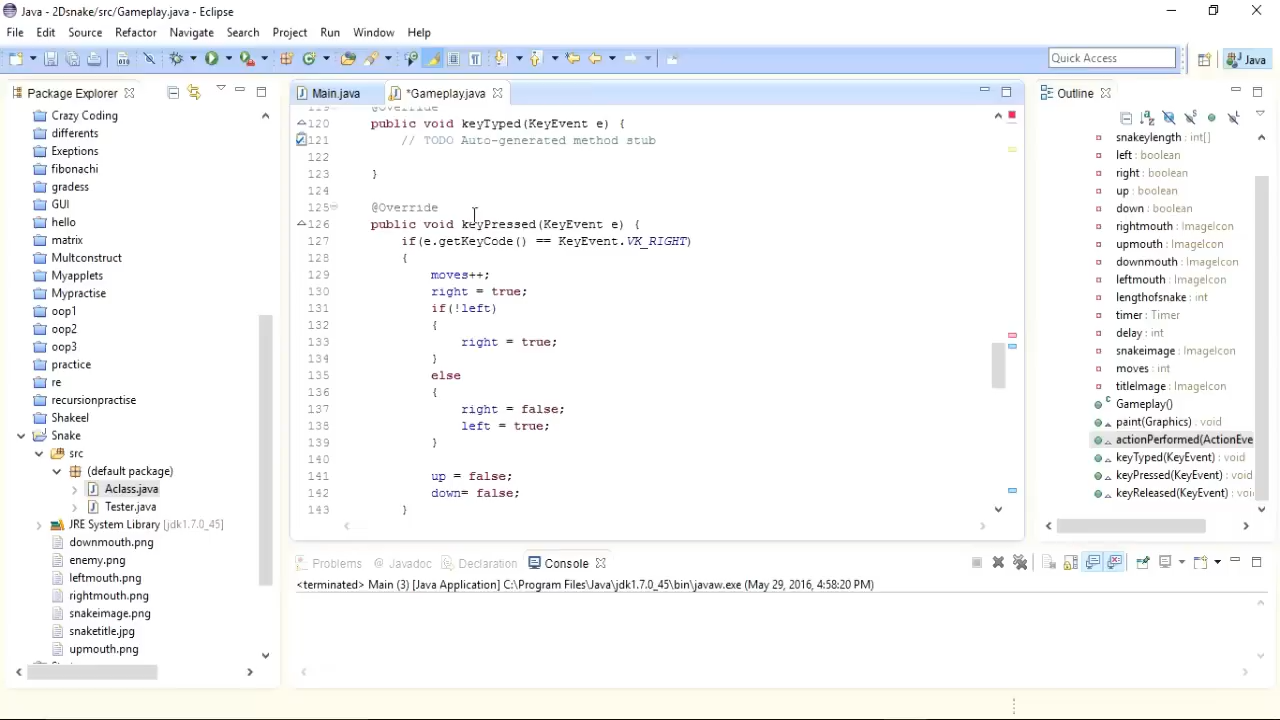 Java - 2Dsnake/src/Gameplay.java - Eclipse
File Edit Source Refactor Navigate Search Project Run Window Help
Quick Access
Java
Package Explorer
Crazy Coding
differents
Exeptions
fibonachi
gradess
GUI
hello
matrix
Multconstruct
Myapplets
Mypractise
oop1
oop2
oop3
practice
re
recursionpractise
Shakeel
Snake
src
(default package)
Aclass.java
Tester.java
JRE System Library [jdk1.7.0_45]
downmouth.png
enemy.png
leftmouth.png
rightmouth.png
snakeimage.png
snaketitle.jpg
upmouth.png
Main.java
*Gameplay.java
119 @Override
120 public void keyTyped(KeyEvent e) {
121 // TODO Auto-generated method stub
122
123 }
124
125 @Override
126 public void keyPressed(KeyEvent e) {
127 if(e.getKeyCode() == KeyEvent.VK_RIGHT)
128 {
129 moves++;
130 right = true;
131 if(!left)
132 {
133 right = true;
134 }
135 else
136 {
137 right = false;
138 left = true;
139 }
140
141 up = false;
142 down= false;
143 }
Outline
snakeylength : int[]
left : boolean
right : boolean
up : boolean
down : boolean
rightmouth : ImageIcon
upmouth : ImageIcon
downmouth : ImageIcon
leftmouth : ImageIcon
lengthofsnake : int
timer : Timer
delay : int
snakeimage : ImageIcon
moves : int
titleImage : ImageIcon
Gameplay()
paint(Graphics) : void
actionPerformed(ActionEve
keyTyped(KeyEvent) : void
keyPressed(KeyEvent) : void
keyReleased(KeyEvent) : voi
Problems
Javadoc
Declaration
Console
<terminated> Main (3) [Java Application] C:\Program Files\Java\jdk1.7.0_45\bin\javaw.exe (May 29, 2016, 4:58:20 PM)